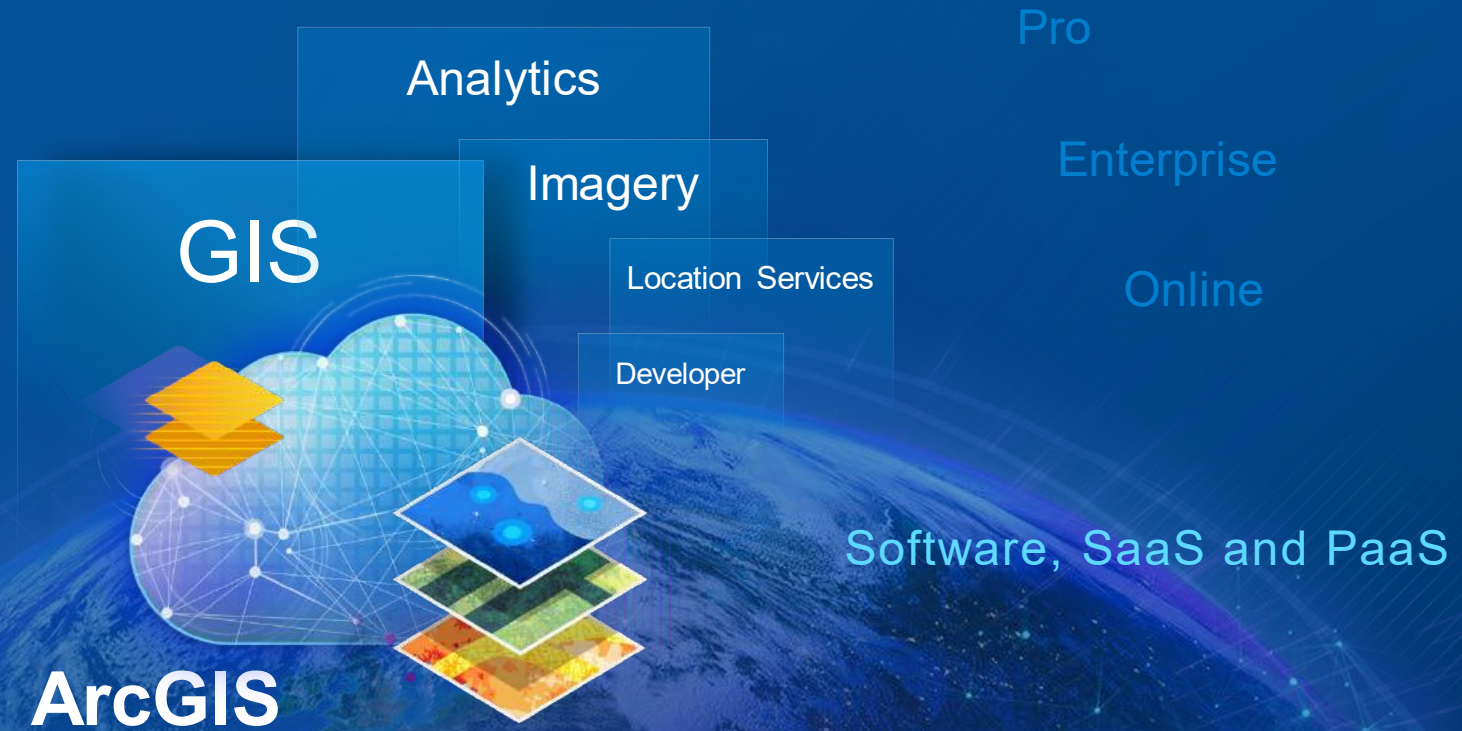 Pro
Analytics
Enterprise
Imagery
GIS
Location Services
Online
Developer
Software, SaaS and PaaS
ArcGIS